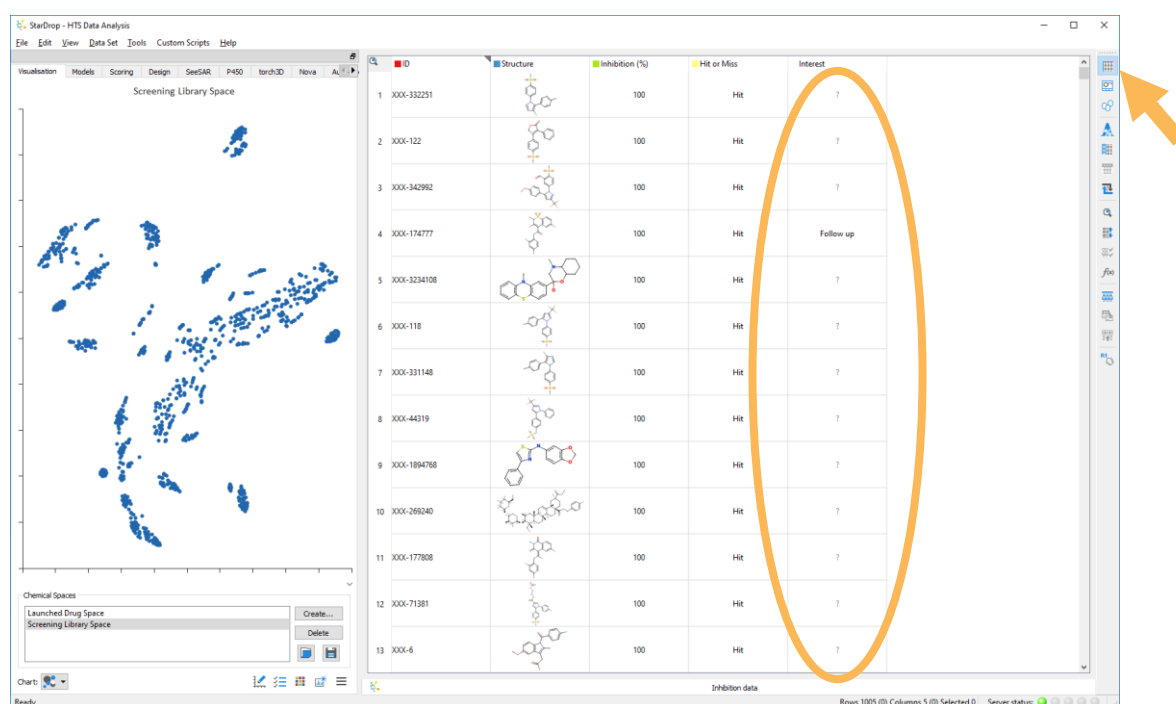 StarDrop - HTS Data Analysis
File Edit View Data Set Tools Custom Scripts Help
Visualisation Models Scoring Design SeeSAR P450 torch3D Nova
Screening Library Space
ID Structure Inhibition (%) Hit or Miss Interest
1 XXX-332251 100 Hit ?
2 XXX-122 100 Hit ?
3 XXX-342992 100 Hit ?
4 XXX-174777 100 Hit Follow up
5 XXX-3234108 100 Hit ?
6 XXX-118 100 Hit ?
7 XXX-331148 100 Hit ?
8 XXX-44319 100 Hit ?
9 XXX-1894768 100 Hit ?
10 XXX-269240 100 Hit ?
11 XXX-177808 100 Hit ?
12 XXX-71381 100 Hit ?
13 XXX-6 100 Hit ?
f(x)
Chemical Spaces
Launched Drug Space
Screening Library Space
Create...
Delete
Chart:
Inhibition data
Ready
Rows 1005 (0) Columns 5 (0) Selected 0 Server status: